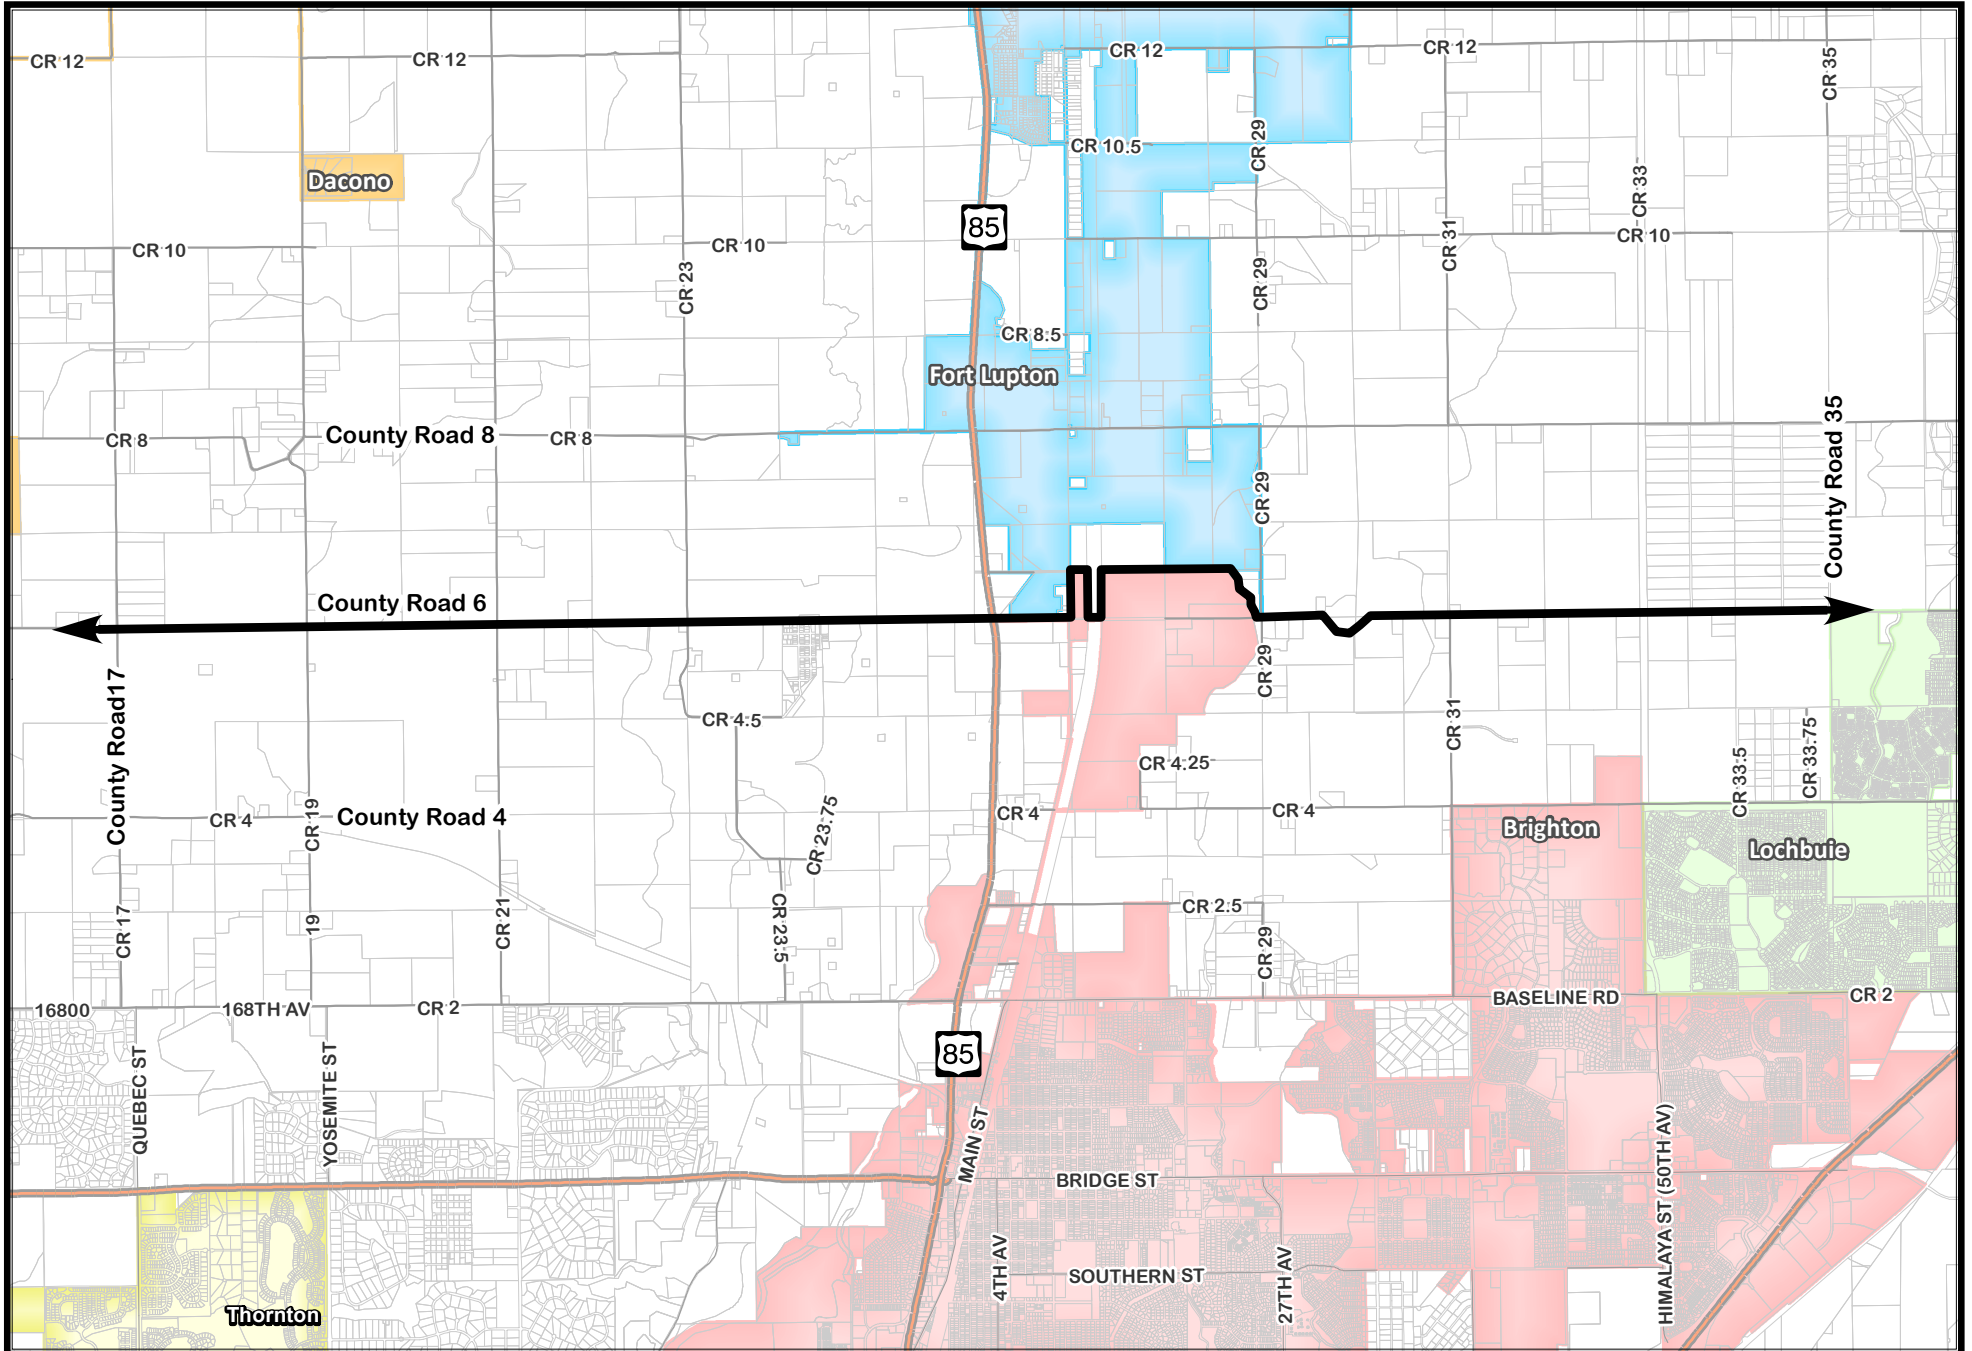 CR 12
CR 12
CR 12
CR 12
CR 35
CR 10.5
CR 29
Dacono
CR 33
85
CR 10
CR 10
CR 31
CR 10
CR 23
CR 29
CR 8.5
Fort Lupton
CR 8
County Road 8
CR 8
County Road 35
CR 29
County Road 6
CR 29
County Road17
CR 4.5
CR 31
CR 4.25
CR 33.5
CR 33.75
CR 4
CR 19
County Road 4
CR 23.75
CR 4
CR 4
Brighton
Lochbuie
CR 17
19
CR 21
CR 23.5
CR 2.5
CR 29
16800
168TH AV
CR 2
BASELINE RD
CR 2
85
QUEBEC ST
YOSEMITE ST
MAIN ST
BRIDGE ST
HIMALAYA ST (50TH AV)
4TH AV
SOUTHERN ST
27TH AV
Thornton